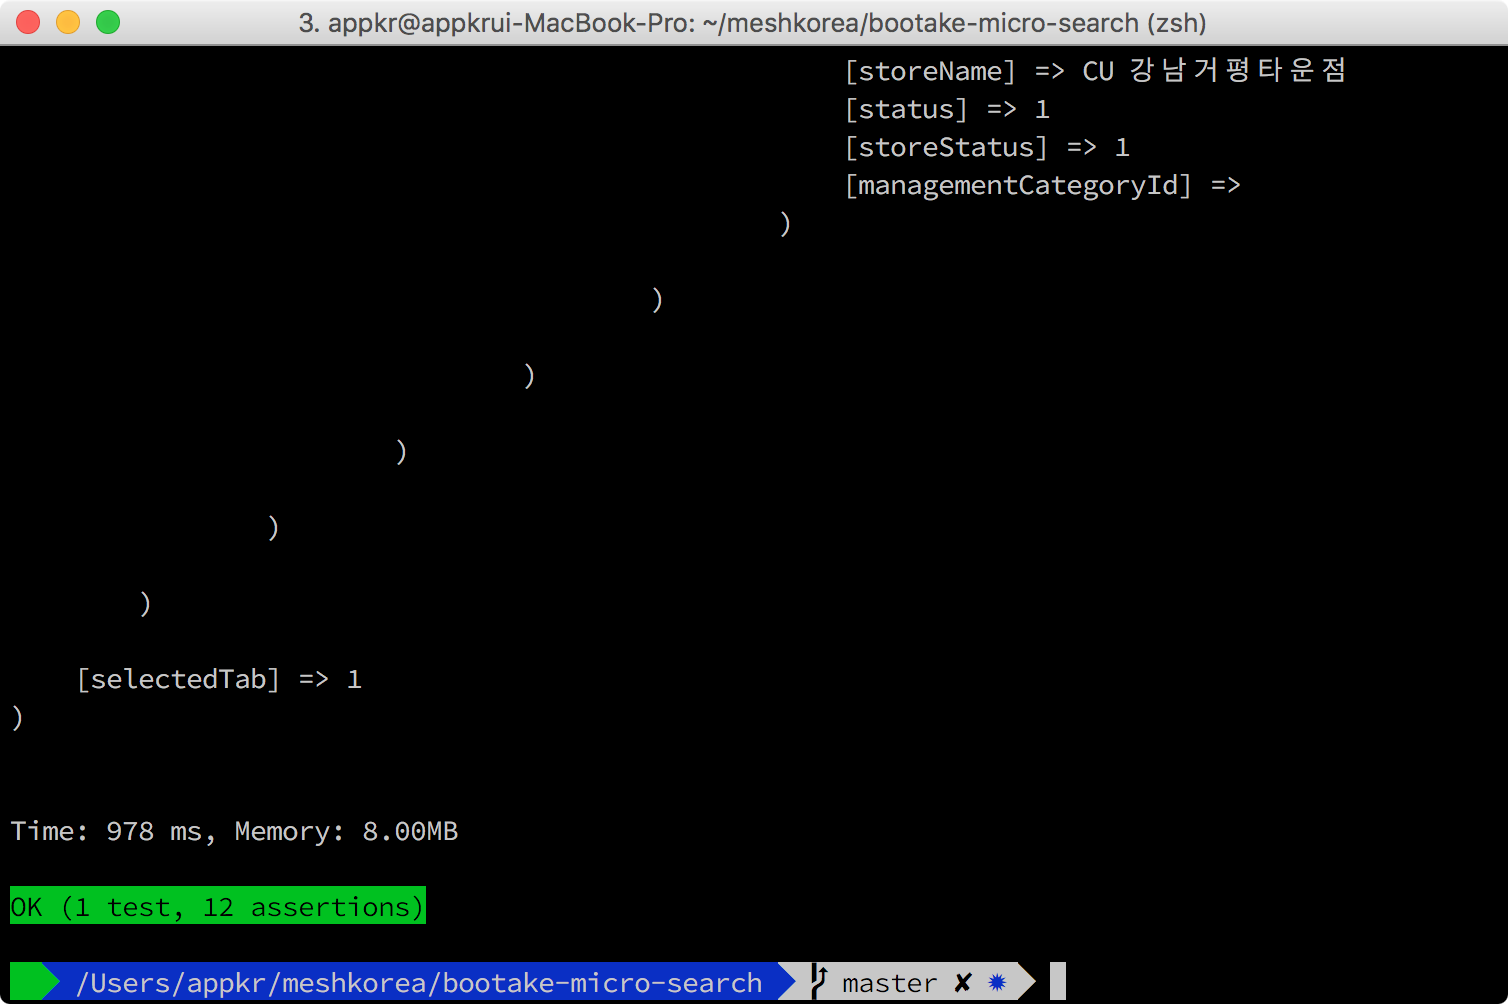 3. appkr@appkrui-MacBook-Pro: ~/meshkorea/bootake-micro-search (zsh)
[storeName] => CU 강남거평타운점
[status] => 1
[storeStatus] => 1
[managementCategoryId] =>
)
)
)
)
)
)
[selectedTab] => 1
)
Time: 978 ms, Memory: 8.00MB
OK (1 test, 12 assertions)
/Users/appkr/meshkorea/bootake-micro-search master ✘ ✹